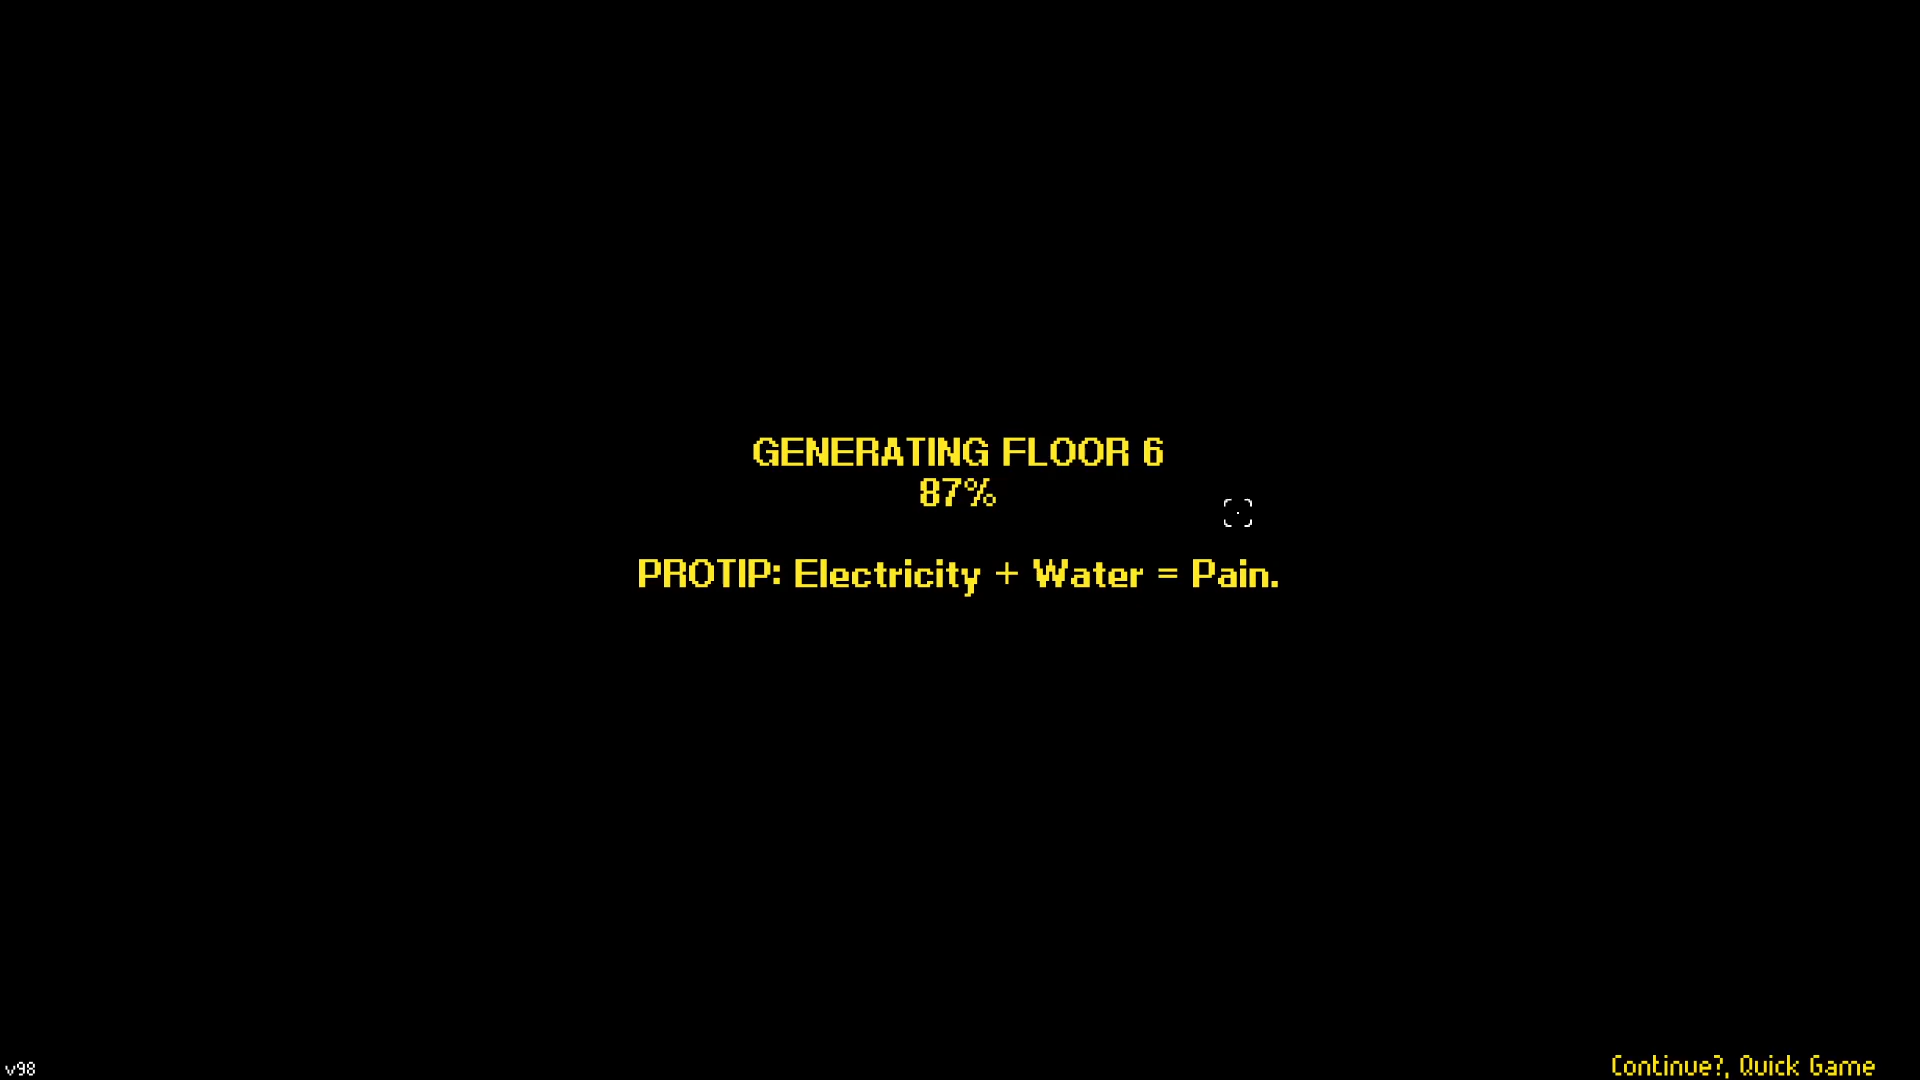 GENERATING FLOOR 6
87%
PROTIP: Electricity + Water = Pain.
v98
Continue?, Quick Game